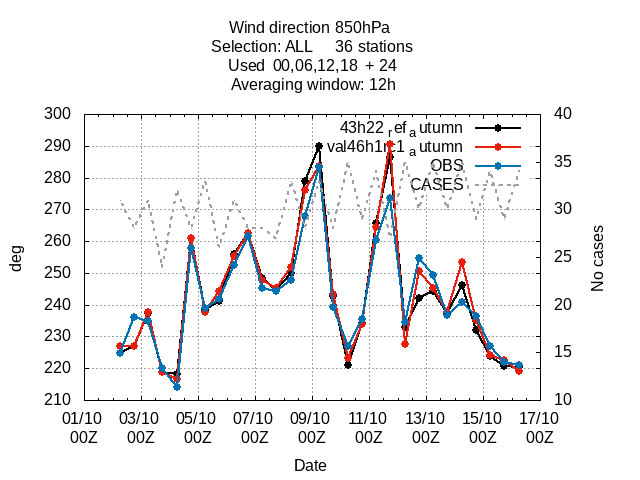 Wind direction 850hPa
Selection: ALL 36 stations
Used 00,06,12,18 + 24
Averaging window: 12h
300
290
280
270
260
250
240
230
220
210
40
35
30
25
20
15
10
43h22refautumn
val46h1rc1autumn
OBS
CASES
deg
No cases
01/10 03/10 05/10 07/10 09/10 11/10 13/10 15/10 17/10
00Z 00Z 00Z 00Z 00Z 00Z 00Z 00Z 00Z
Date